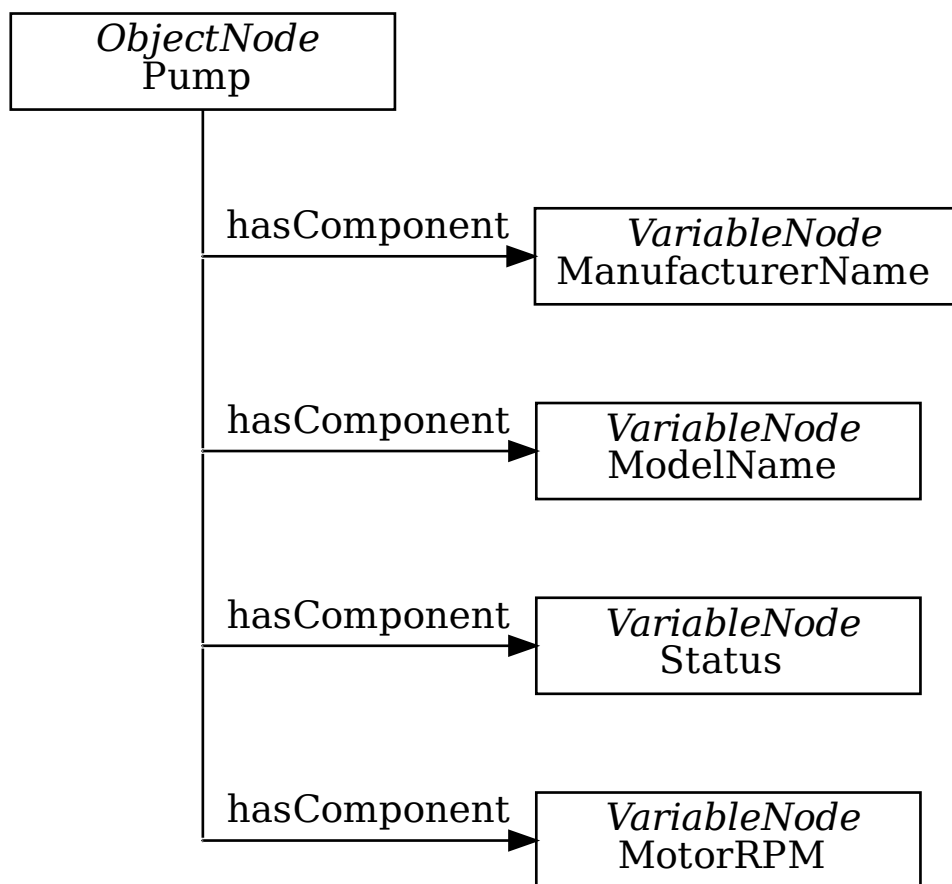 ObjectNode
Pump
hasComponent
VariableNode
ManufacturerName
hasComponent
VariableNode
ModelName
hasComponent
VariableNode
Status
hasComponent
VariableNode
MotorRPM